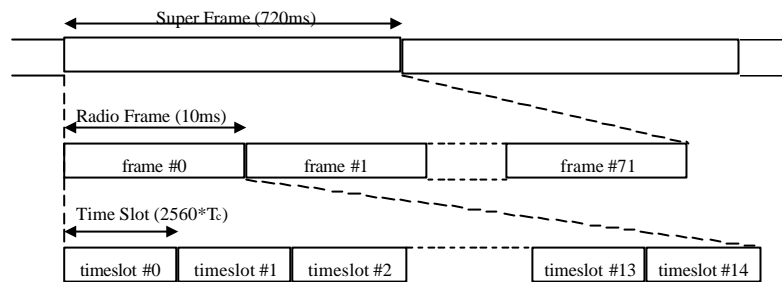 Super Frame (720ms)
Radio Frame (10ms)
frame #0 frame #1 frame #71
Time Slot (2560*Tc)
timeslot #0 timeslot #1 timeslot #2 timeslot #13 timeslot #14